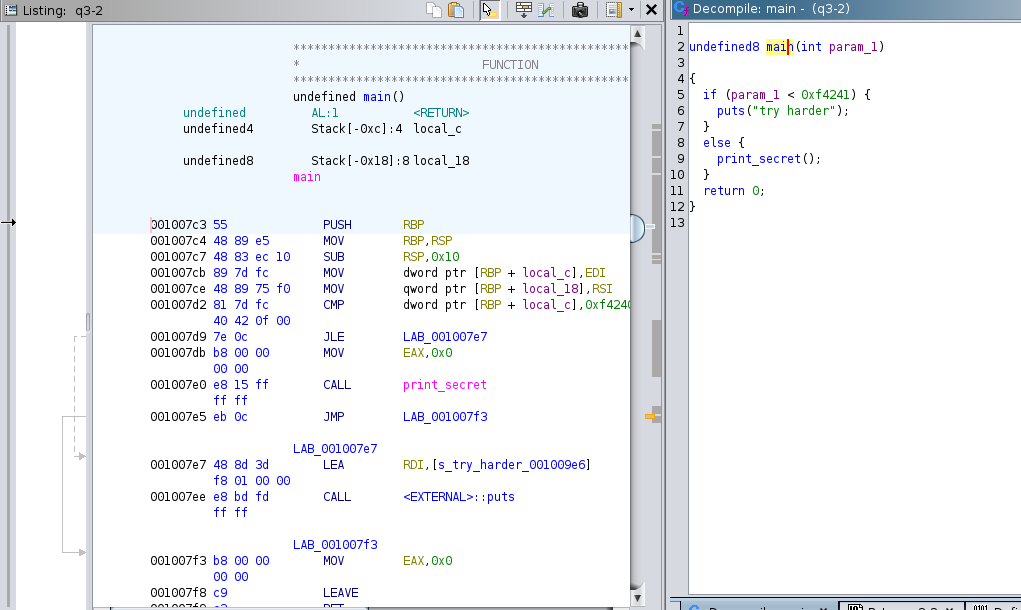 Listing: q3-2
************************************************
* FUNCTION
************************************************
undefined main()
undefined AL:1 <RETURN>
undefined4 Stack[-0xc]:4 local_c
undefined8 Stack[-0x18]:8 local_18
main
001007c3 55 PUSH RBP
001007c4 48 89 e5 MOV RBP,RSP
001007c7 48 83 ec 10 SUB RSP,0x10
001007cb 89 7d fc MOV dword ptr [RBP + local_c],EDI
001007ce 48 89 75 f0 MOV qword ptr [RBP + local_18],RSI
001007d2 81 7d fc CMP dword ptr [RBP + local_c],0xf4240
40 42 0f 00
001007d9 7e 0c JLE LAB_001007e7
001007db b8 00 00 MOV EAX,0x0
00 00
001007e0 e8 15 ff CALL print_secret
ff ff
001007e5 eb 0c JMP LAB_001007f3
LAB_001007e7
001007e7 48 8d 3d LEA RDI,[s_try_harder_001009e6]
f8 01 00 00
001007ee e8 bd fd CALL <EXTERNAL>::puts
ff ff
LAB_001007f3
001007f3 b8 00 00 MOV EAX,0x0
00 00
001007f8 c9 LEAVE
Decompile: main - (q3-2)
1
2 undefined8 main(int param_1)
3
4 {
5 if (param_1 < 0xf4241) {
6 puts("try harder");
7 }
8 else {
9 print_secret();
10 }
11 return 0;
12 }
13